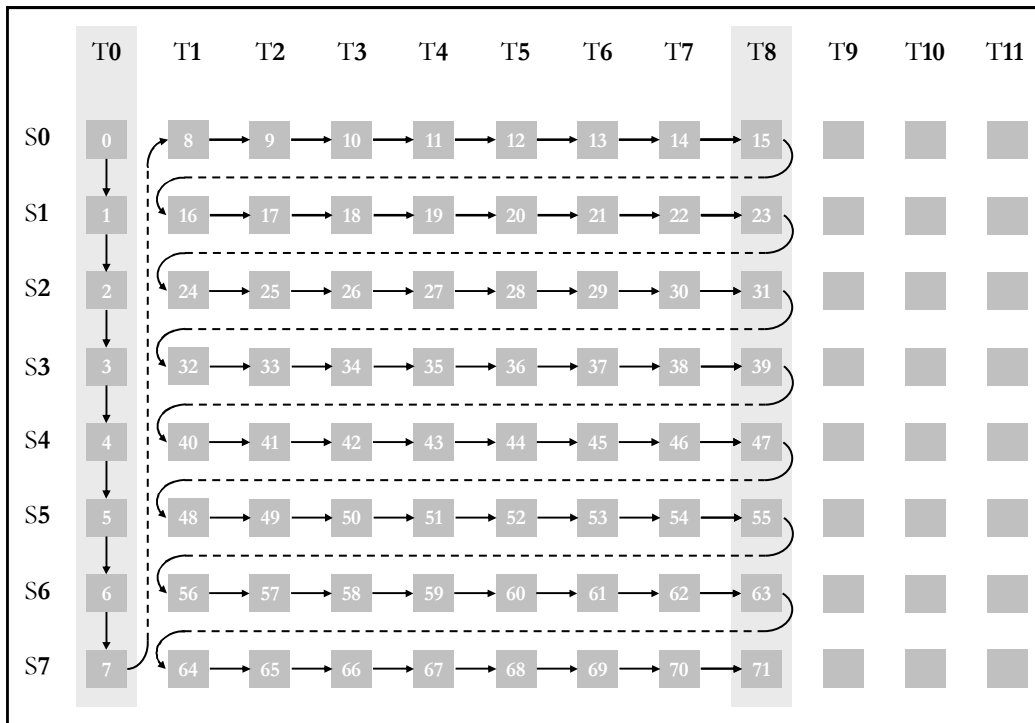 T0 T1 T2 T3 T4 T5 T6 T7 T8 T9 T10 T11
S0 0 8 9 10 11 12 13 14 15
S1 1 16 17 18 19 20 21 22 23
S2 2 24 25 26 27 28 29 30 31
S3 3 32 33 34 35 36 37 38 39
S4 4 40 41 42 43 44 45 46 47
S5 5 48 49 50 51 52 53 54 55
S6 6 56 57 58 59 60 61 62 63
S7 7 64 65 66 67 68 69 70 71